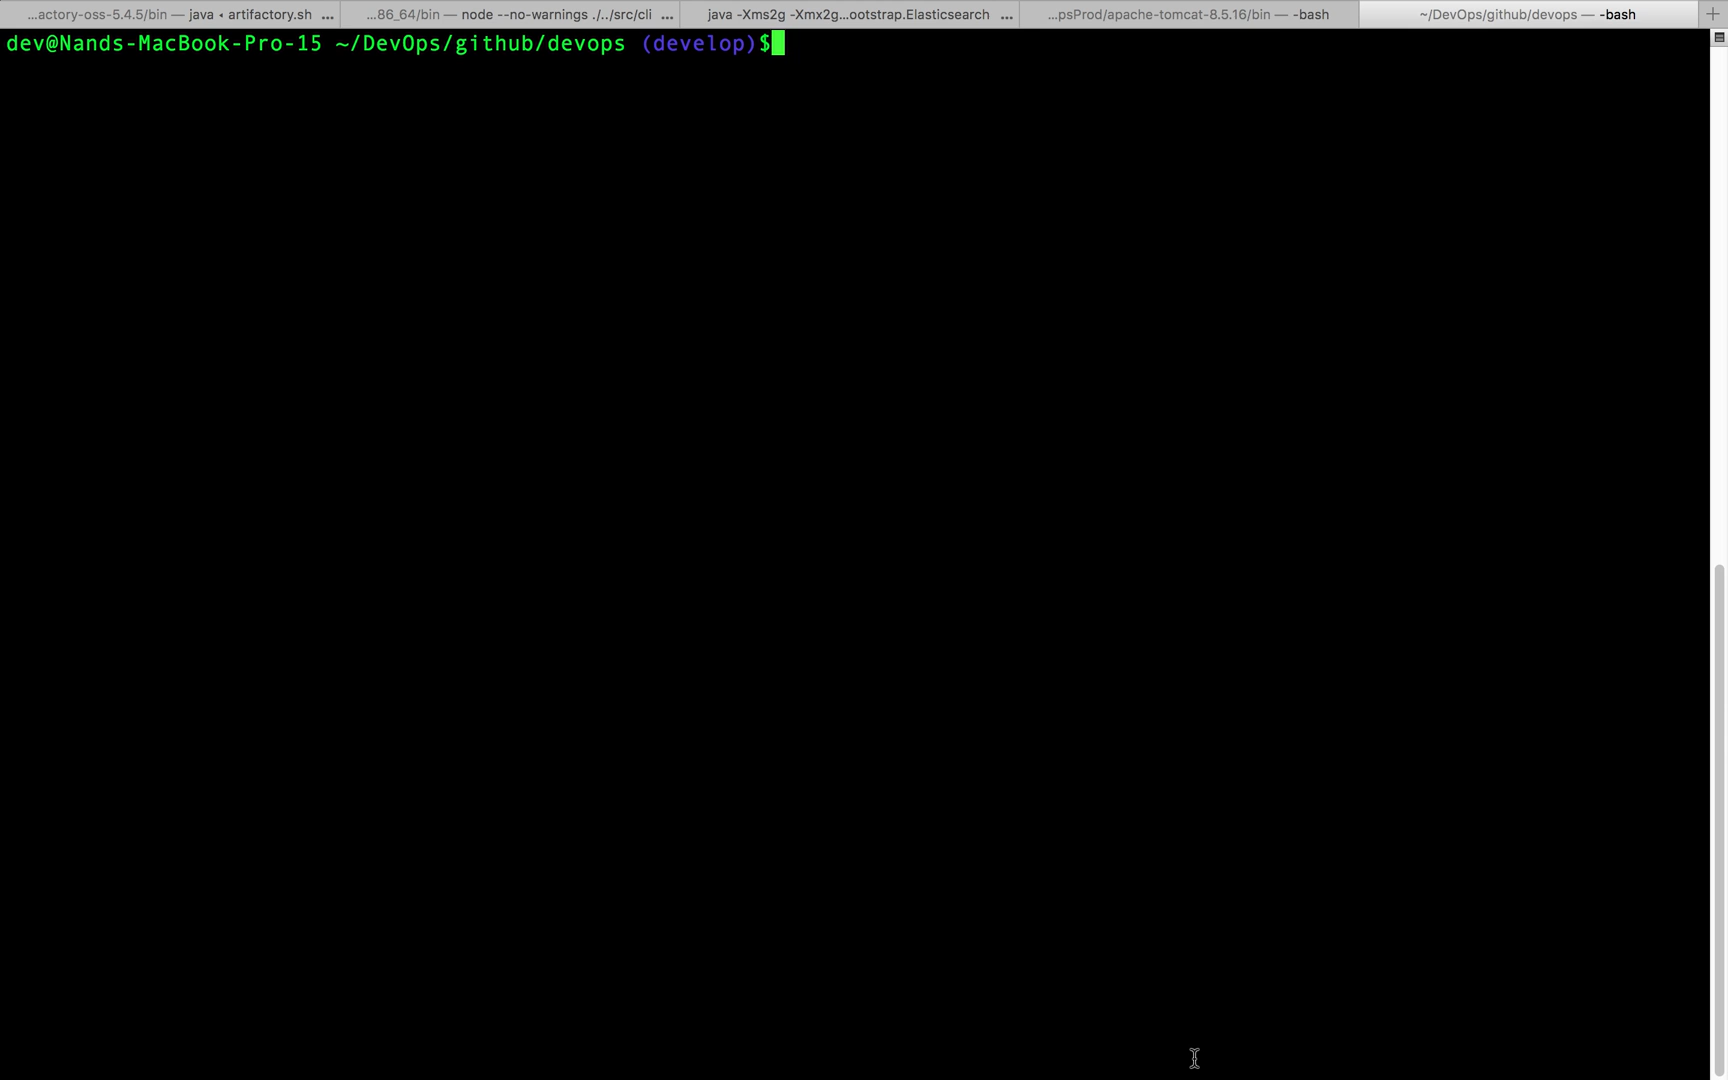 ...actory-oss-5.4.5/bin — java ◂ artifactory.sh ...
...86_64/bin — node --no-warnings ./../src/cli ...
java -Xms2g -Xmx2g...ootstrap.Elasticsearch ...
...psProd/apache-tomcat-8.5.16/bin — -bash
~/DevOps/github/devops — -bash
dev@Nands-MacBook-Pro-15 ~/DevOps/github/devops (develop)$